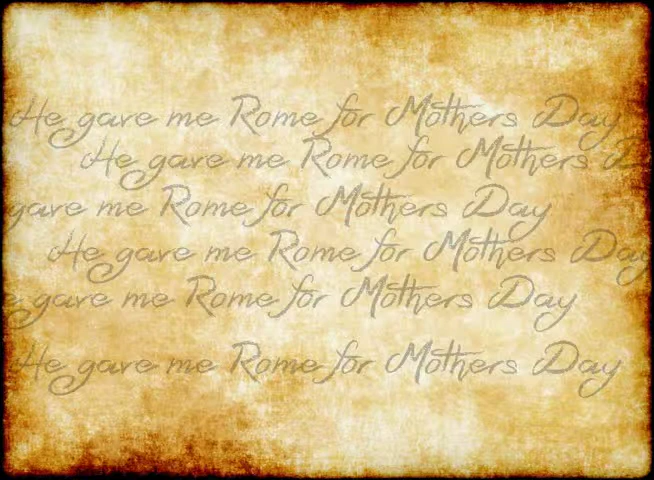 He gave me Rome for Mothers Day
He gave me Rome for Mothers D
gave me Rome for Mothers Day
He gave me Rome for Mothers Day
e gave me Rome for Mothers Day
He gave me Rome for Mothers Day